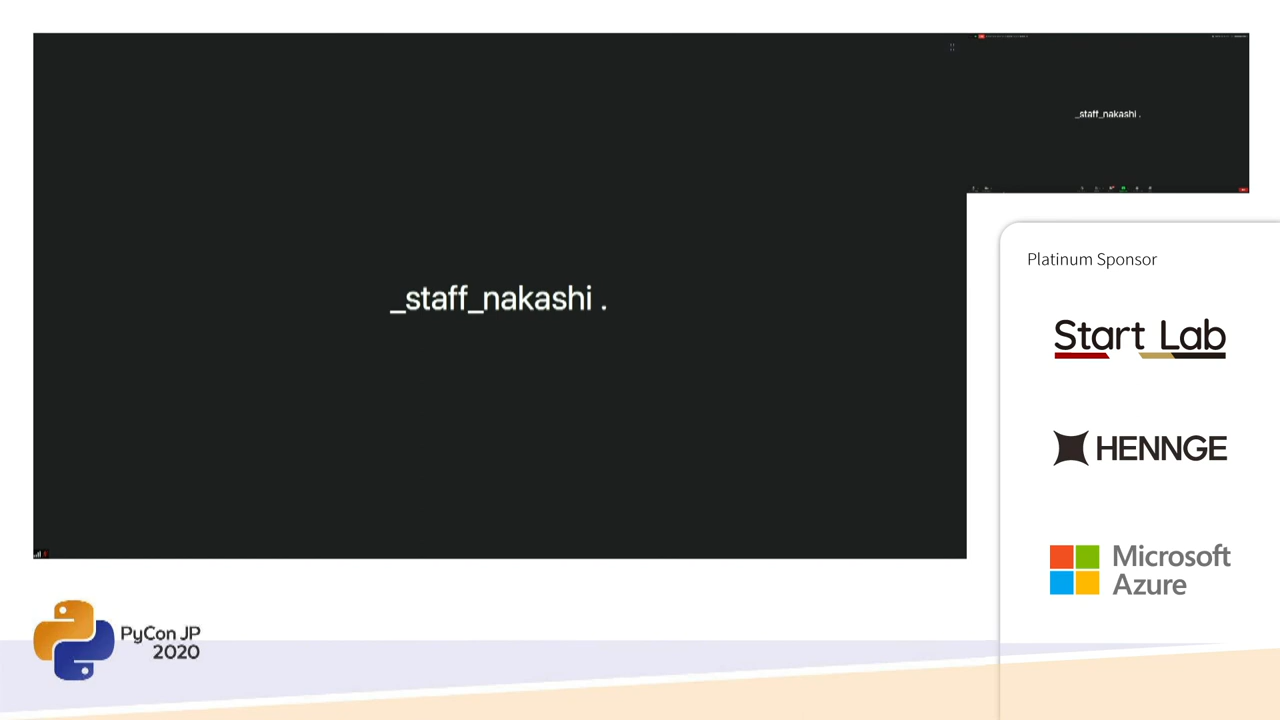 _staff_nakashi .
_staff_nakashi .
Platinum Sponsor
Start Lab
HENNGE
Microsoft
Azure
PyCon JP
2020